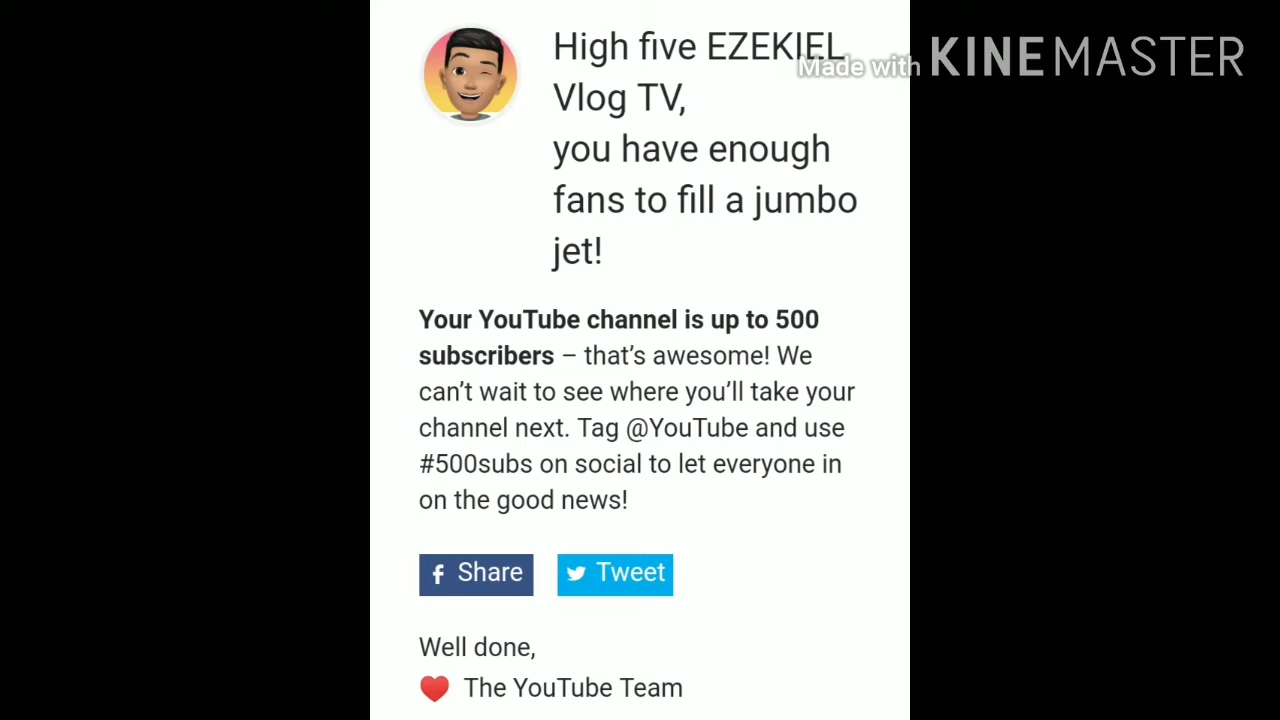 High five EZEKIEL
Made with KINEMASTER
Vlog TV,
you have enough
fans to fill a jumbo
jet!
Your YouTube channel is up to 500
subscribers – that’s awesome! We
can’t wait to see where you’ll take your
channel next. Tag @YouTube and use
#500subs on social to let everyone in
on the good news!
Share Tweet
Well done,
The YouTube Team